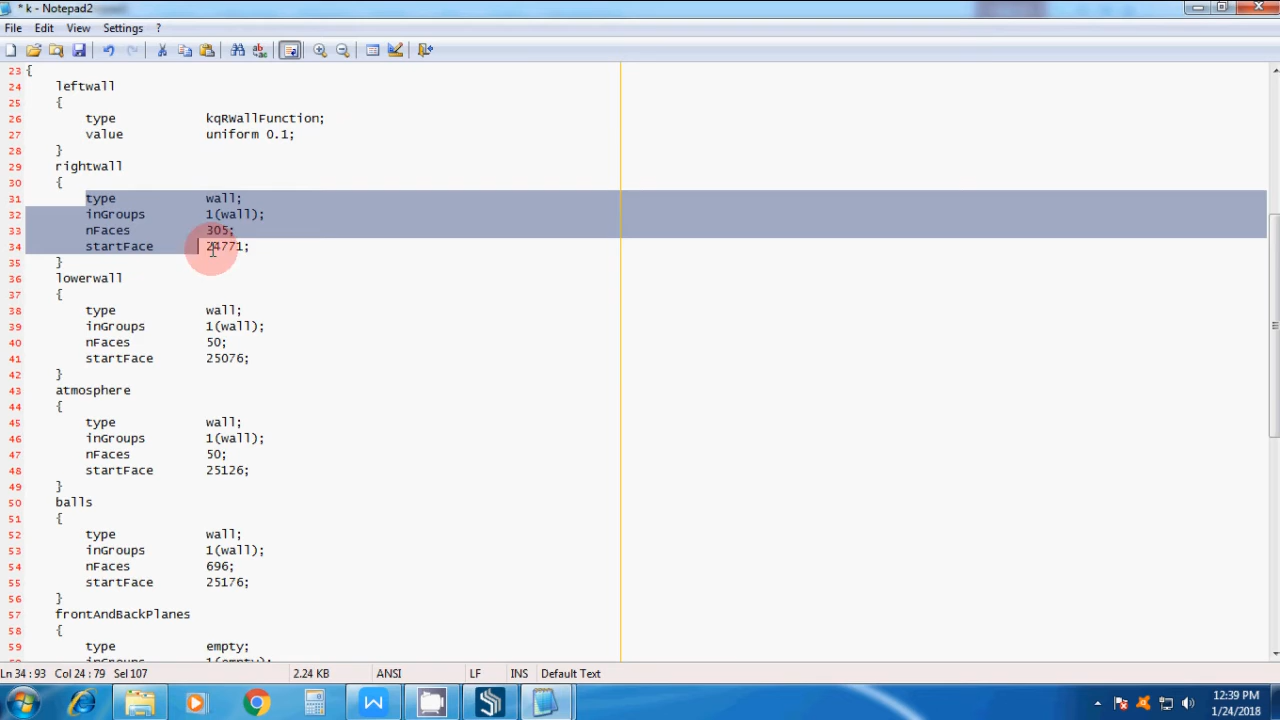 * k - Notepad2
File Edit View Settings ?
23 {
24 leftwall
25 {
26 type kqRWallFunction;
27 value uniform 0.1;
28 }
29 rightwall
30 {
31 type wall;
32 inGroups 1(wall);
33 nFaces 305;
34 startFace 24771;
35 }
36 lowerwall
37 {
38 type wall;
39 inGroups 1(wall);
40 nFaces 50;
41 startFace 25076;
42 }
43 atmosphere
44 {
45 type wall;
46 inGroups 1(wall);
47 nFaces 50;
48 startFace 25126;
49 }
50 balls
51 {
52 type wall;
53 inGroups 1(wall);
54 nFaces 696;
55 startFace 25176;
56 }
57 frontAndBackPlanes
58 {
59 type empty;
inGroups 1(empty);
Ln 34 : 93 Col 24 : 79 Sel 107 2.24 KB ANSI LF INS Default Text
12:39 PM
1/24/2018